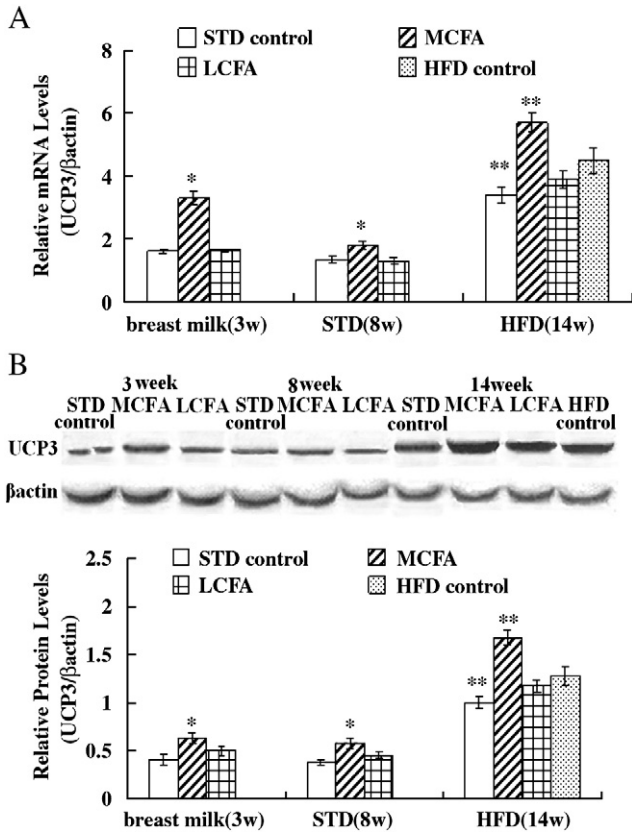 A
STD control MCFA
LCFA HFD control
Relative mRNA Levels
(UCP3/βactin)
8
6
4
2
0
** 
**
*
*
breast milk(3w) STD(8w) HFD(14w)
B
3 week 8week 14week
STD MCFA LCFA STD MCFA LCFA STD MCFA LCFA HFD
control control control control
UCP3
βactin
STD control MCFA
LCFA HFD control
Relative Protein Levels
(UCP3/βactin)
2.5
2
1.5
1
0.5
0
**
**
*
*
breast milk(3w) STD(8w) HFD(14w)